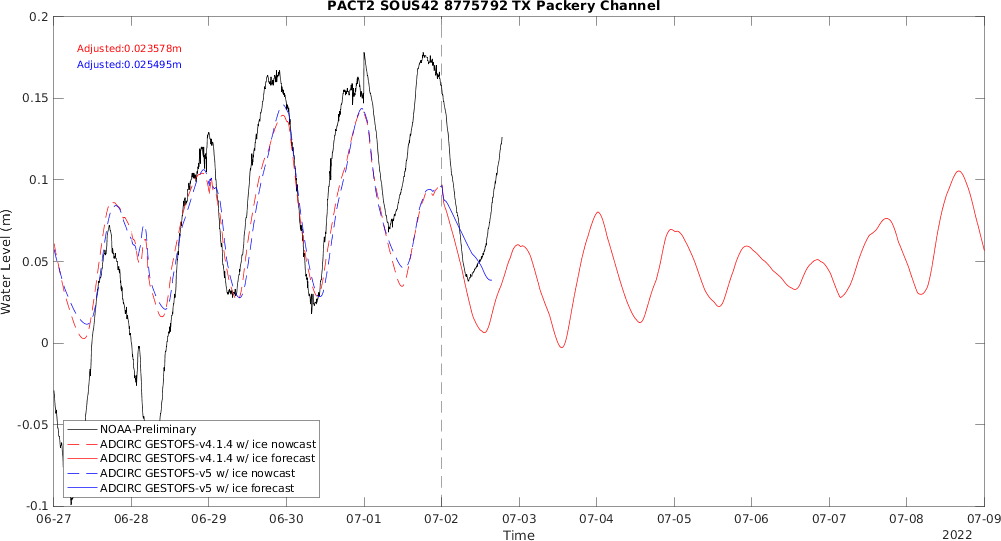 PACT2 SOUS42 8775792 TX Packery Channel
Adjusted:0.023578m
Adjusted:0.025495m
0.2
0.15
0.1
0.05
0
-0.05
-0.1
Water Level (m)
NOAA-Preliminary
ADCIRC GESTOFS-v4.1.4 w/ ice nowcast
ADCIRC GESTOFS-v4.1.4 w/ ice forecast
ADCIRC GESTOFS-v5 w/ ice nowcast
ADCIRC GESTOFS-v5 w/ ice forecast
06-27 06-28 06-29 06-30 07-01 07-02 07-03 07-04 07-05 07-06 07-07 07-08 07-09
Time
2022